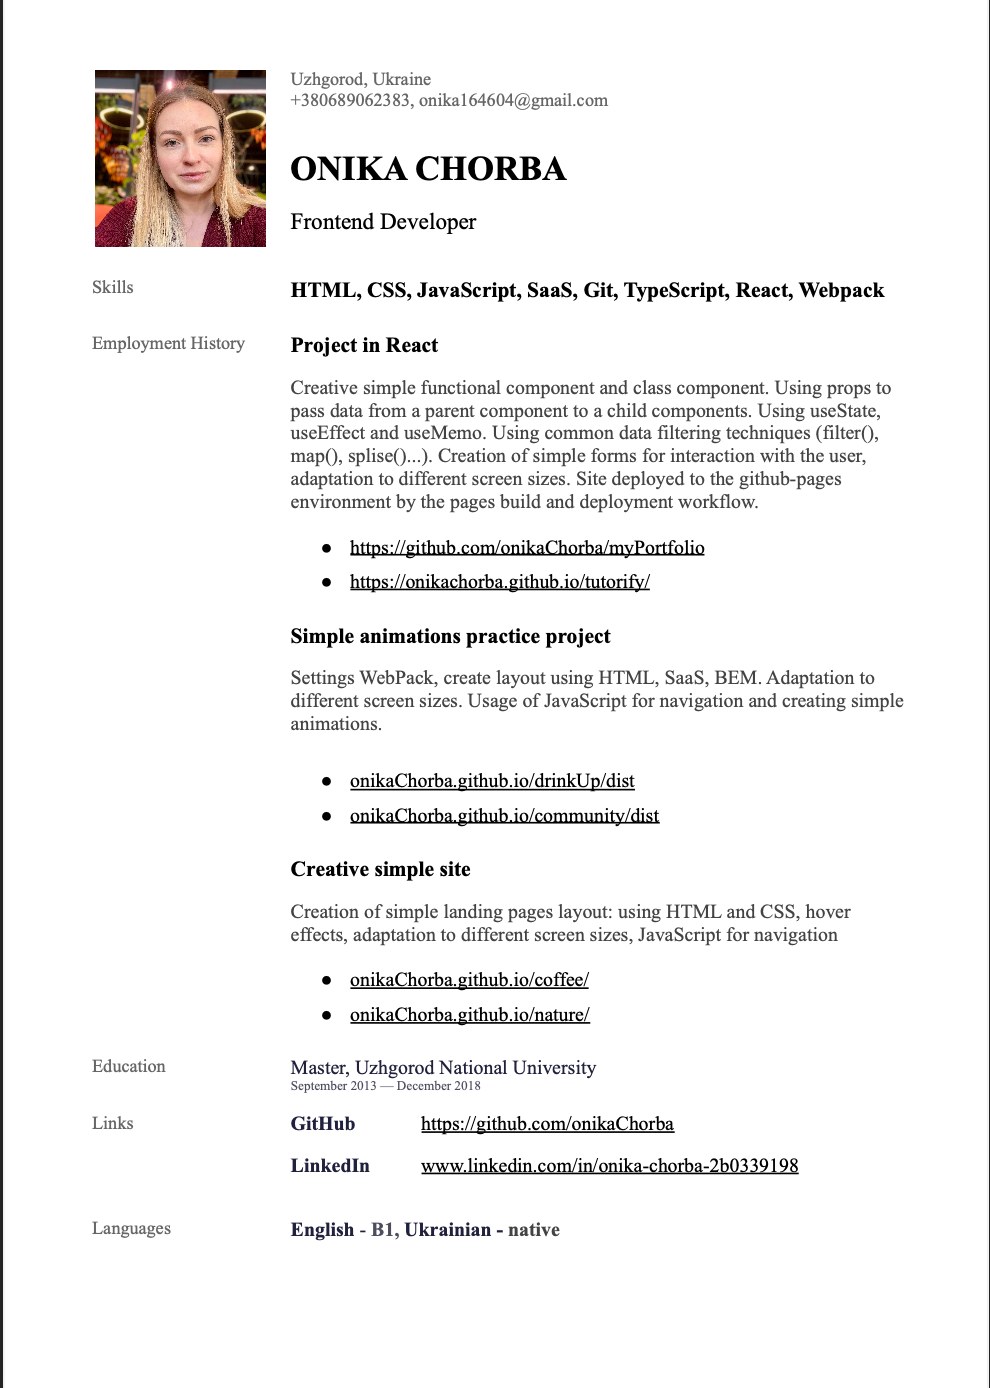 Uzhgorod, Ukraine
+380689062383, onika164604@gmail.com
ONIKA CHORBA
Frontend Developer
Skills
HTML, CSS, JavaScript, SaaS, Git, TypeScript, React, Webpack
Employment History
Project in React
Creative simple functional component and class component. Using props to
pass data from a parent component to a child components. Using useState,
useEffect and useMemo. Using common data filtering techniques (filter(),
map(), splise()...). Creation of simple forms for interaction with the user,
adaptation to different screen sizes. Site deployed to the github-pages
environment by the pages build and deployment workflow.
● https://github.com/onikaChorba/myPortfolio
● https://onikachorba.github.io/tutorify/
Simple animations practice project
Settings WebPack, create layout using HTML, SaaS, BEM. Adaptation to
different screen sizes. Usage of JavaScript for navigation and creating simple
animations.
● onikaChorba.github.io/drinkUp/dist
● onikaChorba.github.io/community/dist
Creative simple site
Creation of simple landing pages layout: using HTML and CSS, hover
effects, adaptation to different screen sizes, JavaScript for navigation
● onikaChorba.github.io/coffee/
● onikaChorba.github.io/nature/
Education
Master, Uzhgorod National University
September 2013 — December 2018
Links
GitHub https://github.com/onikaChorba
LinkedIn www.linkedin.com/in/onika-chorba-2b0339198
Languages
English - B1, Ukrainian - native